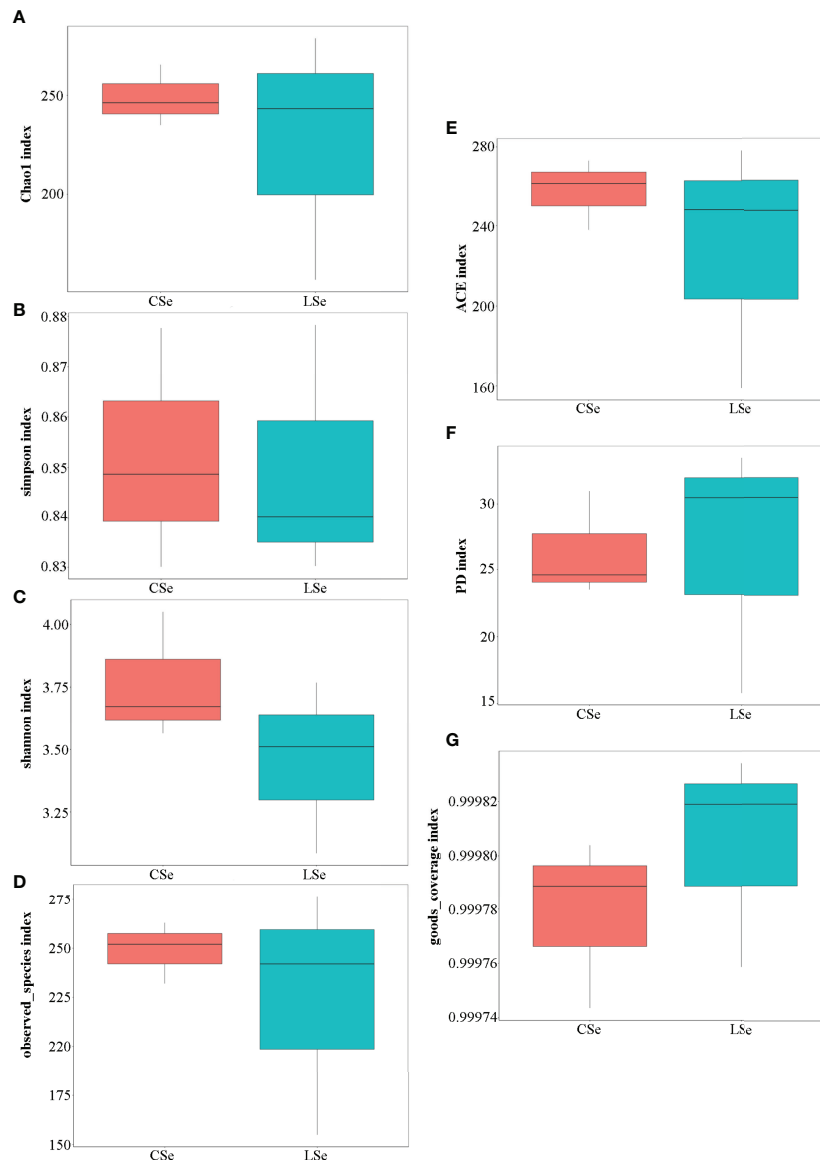 A
Chao1 index
250
200
CSe
LSe
B
simpson index
0.88
0.87
0.86
0.85
0.84
0.83
CSe
LSe
C
shannon index
4.00
3.75
3.50
3.25
CSe
LSe
D
observed_species index
275
250
225
220
175
150
CSe
LSe
E
ACE index
280
240
200
160
CSe
LSe
F
PD index
30
25
20
15
CSe
LSe
G
goods_coverage index
0.99982
0.99980
0.99978
0.99976
0.99974
CSe
LSe